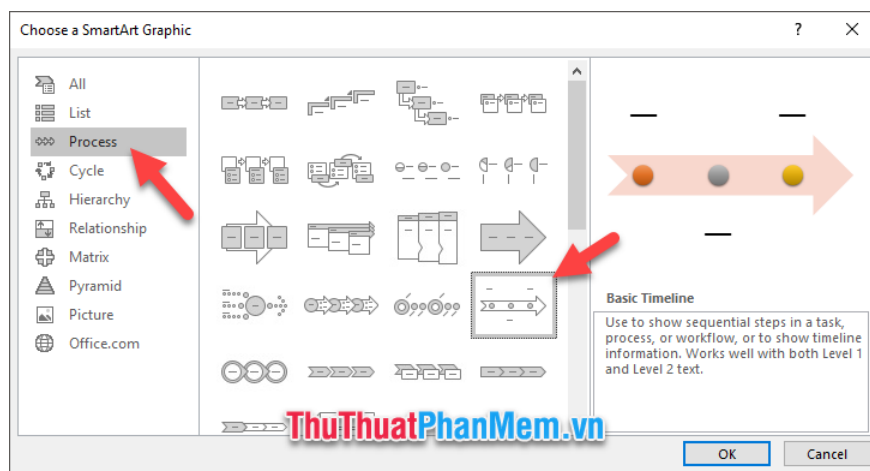 Choose a SmartArt Graphic
?
All
List
Process
Cycle
Hierarchy
Relationship
Matrix
Pyramid
Picture
Office.com
Basic Timeline
Use to show sequential steps in a task,
process, or workflow, or to show timeline
information. Works well with both Level 1
and Level 2 text.
ThuThuatPhanMem.vn
OK
Cancel